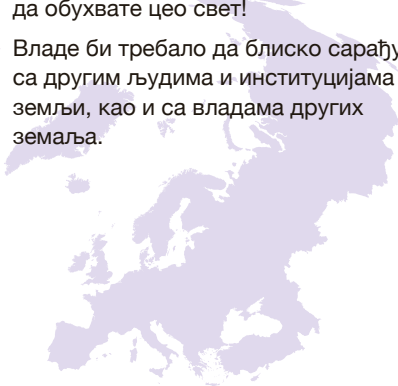 да обухвате цео свет!
Владе би требало да блиско сарађу
са другим људима и институцијама
земљи, као и са владама других
земаља.